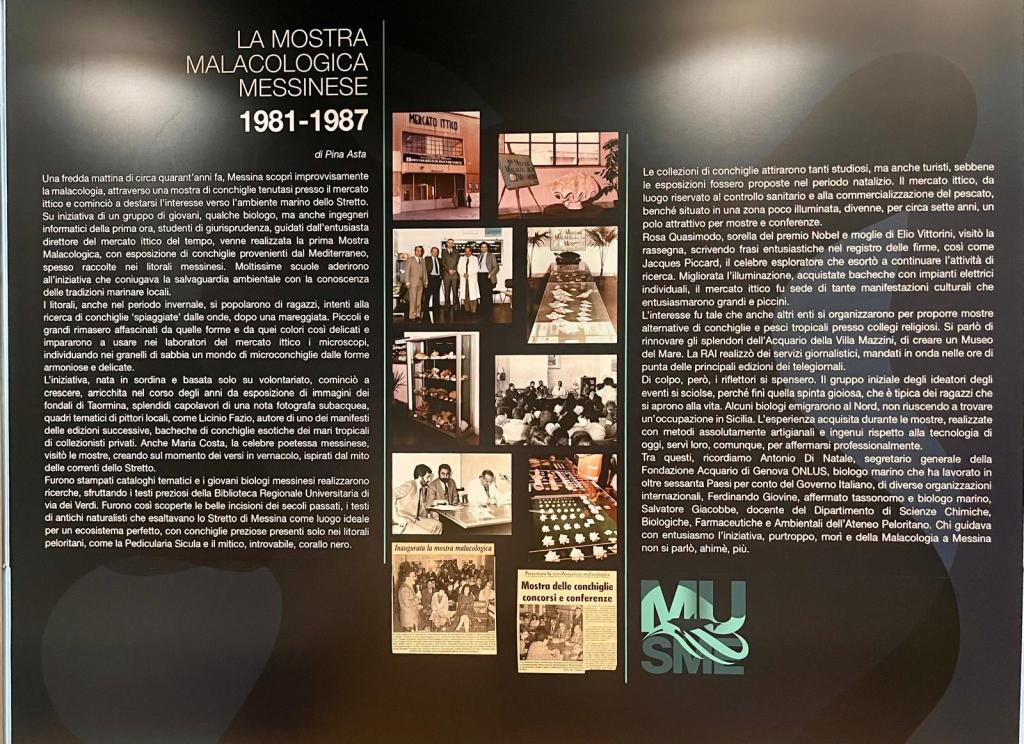 LA MOSTRA
MALACOLOGICA
MESSINESE
1981-1987
di Pina Asta
Una fredda mattina di circa quarant'anni fa, Messina scoprì improvvisamente
la malacologia, attraverso una mostra di conchiglie tenutasi presso il mercato
ittico e cominciò a destarsi l'interesse verso l'ambiente marino dello Stretto.
Su iniziativa di un gruppo di giovani, qualche biologo, ma anche ingegneri
informatici della prima ora, studenti di giurisprudenza, guidati dall'entusiasta
direttore del mercato ittico del tempo, venne realizzata la prima Mostra
Malacologica, con esposizione di conchiglie provenienti dal Mediterraneo,
spesso raccolte nei litorali messinesi. Moltissime scuole aderirono
all'iniziativa che coniugava la salvaguardia ambientale con la conoscenza
delle tradizioni marinare locali.
I litorali, anche nel periodo invernale, si popolarono di ragazzi, intenti alla
ricerca di conchiglie 'spiaggiate' dalle onde, dopo una mareggiata. Piccoli e
grandi rimasero affascinati da quelle forme e da quei colori così delicati e
impararono a usare nei laboratori del mercato ittico i microscopi,
individuando nei granelli di sabbia un mondo di microconchiglie dalle forme
armoniose e delicate.
L'iniziativa, nata in sordina e basata solo su volontariato, cominciò a
crescere, arricchita nel corso degli anni da esposizione di immagini dei
fondali di Taormina, splendidi capolavori di una nota fotografa subacquea,
quadri tematici di pittori locali, come Licinio Fazio, autore di uno dei manifesti
delle edizioni successive, bacheche di conchiglie esotiche dei mari tropicali
di collezionisti privati. Anche Maria Costa, la celebre poetessa messinese,
visitò le mostre, creando sul momento dei versi in vernacolo, ispirati dal mito
delle correnti dello Stretto.
Furono stampati cataloghi tematici e i giovani biologi messinesi realizzarono
ricerche, sfruttando i testi preziosi della Biblioteca Regionale Universitaria di
via dei Verdi. Furono così scoperte le belle incisioni dei secoli passati, i testi
di antichi naturalisti che esaltavano lo Stretto di Messina come luogo ideale
per un ecosistema perfetto, con conchiglie preziose presenti solo nei litorali
peloritani, come la Pedicularia Sicula e il mitico, introvabile, corallo nero.
MERCATO ITTICO
Inaugurata la mostra malacologica
Presentata la manifestazione malacologica
Mostra delle conchiglie
concorsi e conferenze
Le collezioni di conchiglie attirarono tanti studiosi, ma anche turisti, sebbene
le esposizioni fossero proposte nel periodo natalizio. Il mercato ittico, da
luogo riservato al controllo sanitario e alla commercializzazione del pescato,
benché situato in una zona poco illuminata, divenne, per circa sette anni, un
polo attrattivo per mostre e conferenze.
Rosa Quasimodo, sorella del premio Nobel e moglie di Elio Vittorini, visitò la
rassegna, scrivendo frasi entusiastiche nel registro delle firme, così come
Jacques Piccard, il celebre esploratore che esortò a continuare l'attività di
ricerca. Migliorata l'illuminazione, acquistate bacheche con impianti elettrici
individuali, il mercato ittico fu sede di tante manifestazioni culturali che
entusiasmarono grandi e piccini.
L'interesse fu tale che anche altri enti si organizzarono per proporre mostre
alternative di conchiglie e pesci tropicali presso collegi religiosi. Si parlò di
rinnovare gli splendori dell'Acquario della Villa Mazzini, di creare un Museo
del Mare. La RAI realizzò dei servizi giornalistici, mandati in onda nelle ore di
punta delle principali edizioni dei telegiornali.
Di colpo, però, i riflettori si spensero. Il gruppo iniziale degli ideatori degli
eventi si sciolse, perché finì quella spinta gioiosa, che è tipica dei ragazzi che
si aprono alla vita. Alcuni biologi emigrarono al Nord, non riuscendo a trovare
un'occupazione in Sicilia. L'esperienza acquisita durante le mostre, realizzate
con metodi assolutamente artigianali e ingenui rispetto alla tecnologia di
oggi, servì loro, comunque, per affermarsi professionalmente.
Tra questi, ricordiamo Antonio Di Natale, segretario generale della
Fondazione Acquario di Genova ONLUS, biologo marino che ha lavorato in
oltre sessanta Paesi per conto del Governo Italiano, di diverse organizzazioni
internazionali, Ferdinando Giovine, affermato tassonomo e biologo marino,
Salvatore Giacobbe, docente del Dipartimento di Scienze Chimiche,
Biologiche, Farmaceutiche e Ambientali dell'Ateneo Peloritano. Chi guidava
con entusiasmo l'iniziativa, purtroppo, morì e della Malacologia a Messina
non si parlò, ahimè, più.
MU
SME